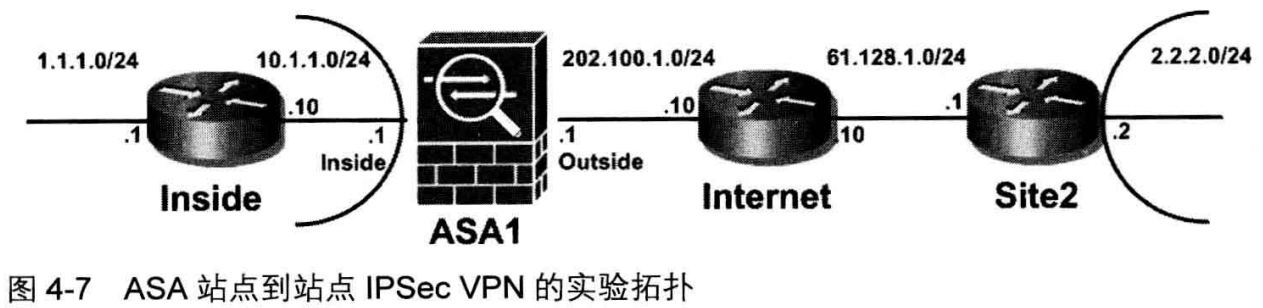 1.1.1.0/24
10.1.1.0/24
202.100.1.0/24
61.128.1.0/24
2.2.2.0/24
.1
.10
.1
.1
.10
.10
.1
.2
Inside
Outside
Inside
ASA1
Internet
Site2
图 4-7 ASA 站点到站点 IPSec VPN 的实验拓扑